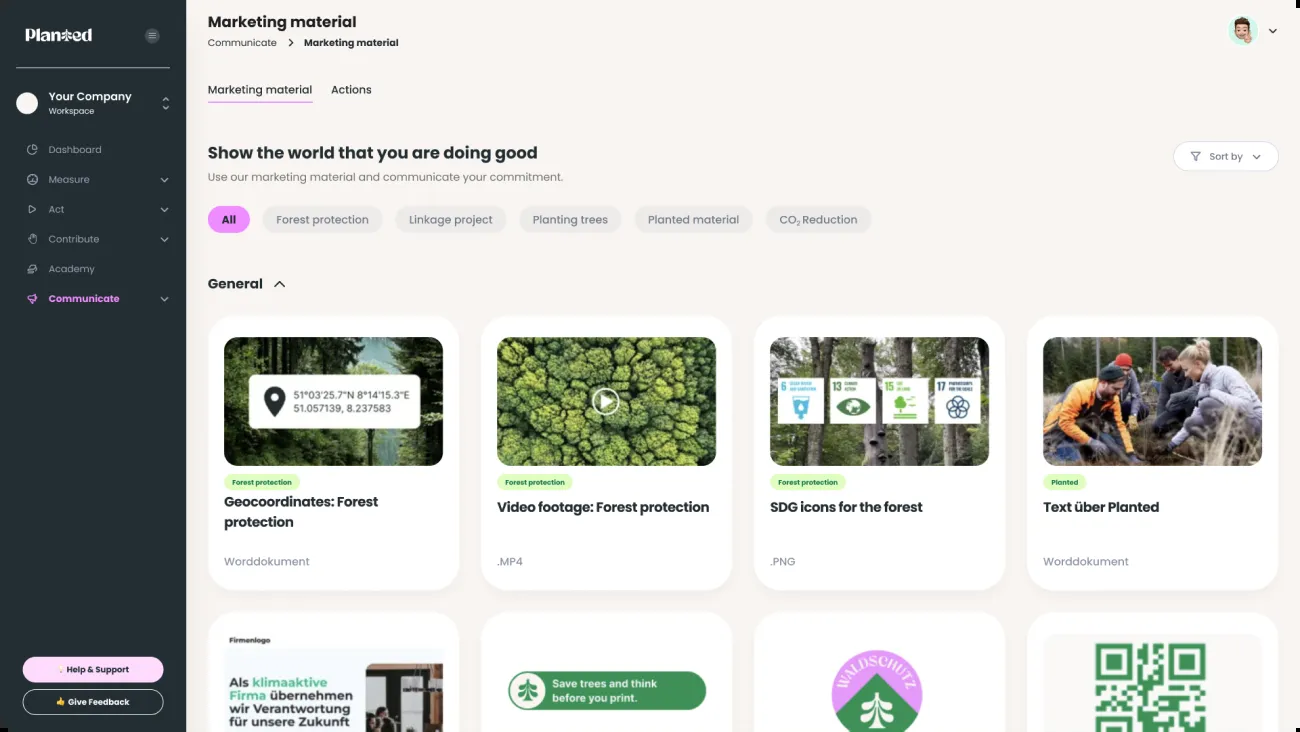 Planted
Your Company
Workspace
Dashboard
Measure
Act
Contribute
Academy
Communicate
Help & Support
Give Feedback
Marketing material
Communicate > Marketing material
Marketing material Actions
Show the world that you are doing good
Use our marketing material and communicate your commitment.
Sort by
All Forest protection Linkage project Planting trees Planted material CO₂ Reduction
General
51°03'25.7"N 8°14'15.3"E
51.057139, 8.237583
Forest protection
Geocoordinates: Forest
protection
Worddokument
Forest protection
Video footage: Forest protection
.MP4
6
13 CLIMATE ACTION
15 LIFE ON LAND
17 PARTNERSHIPS FOR THE GOALS
Forest protection
SDG icons for the forest
.PNG
Planted
Text über Planted
Worddokument
Firmenlogo
Als klimaaktive
Firma übernehmen
wir Verantwortung
für unsere Zukunft
Save trees and think
before you print.
WALDSCHUTZ